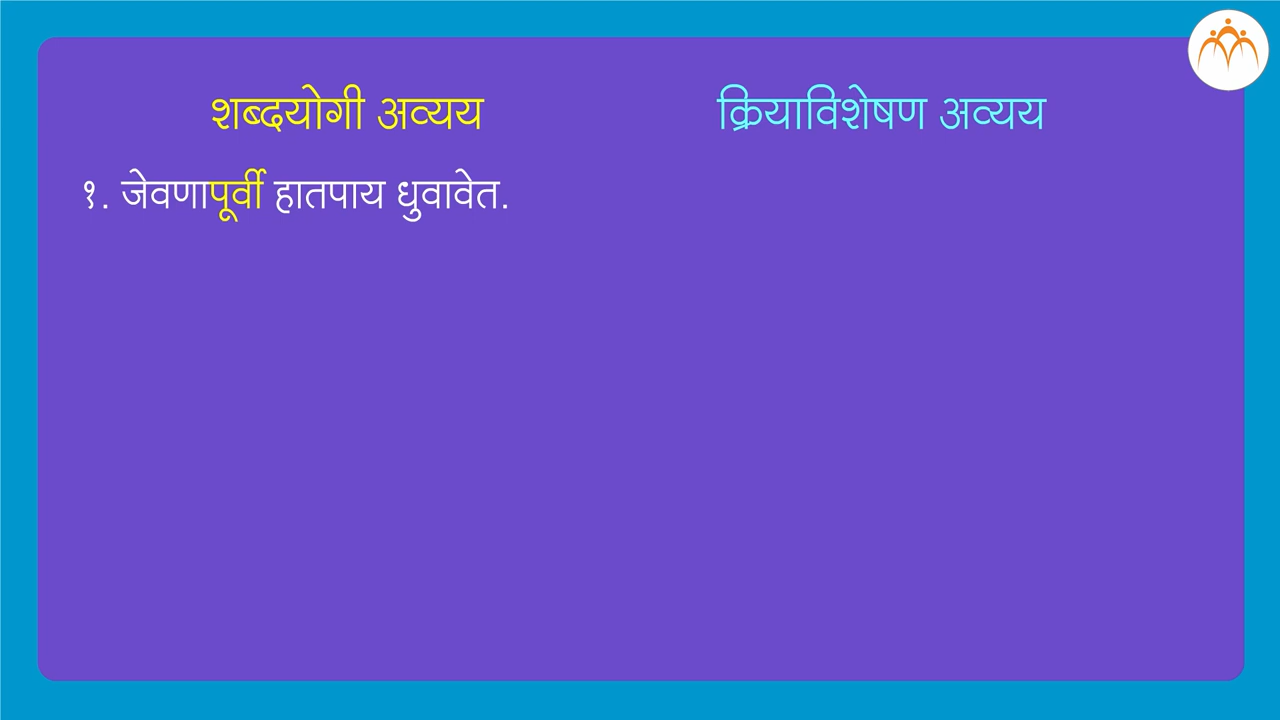 शब्दयोगी अव्यय
क्रियाविशेषण अव्यय
१. जेवणापूर्वी हातपाय धुवावेत.